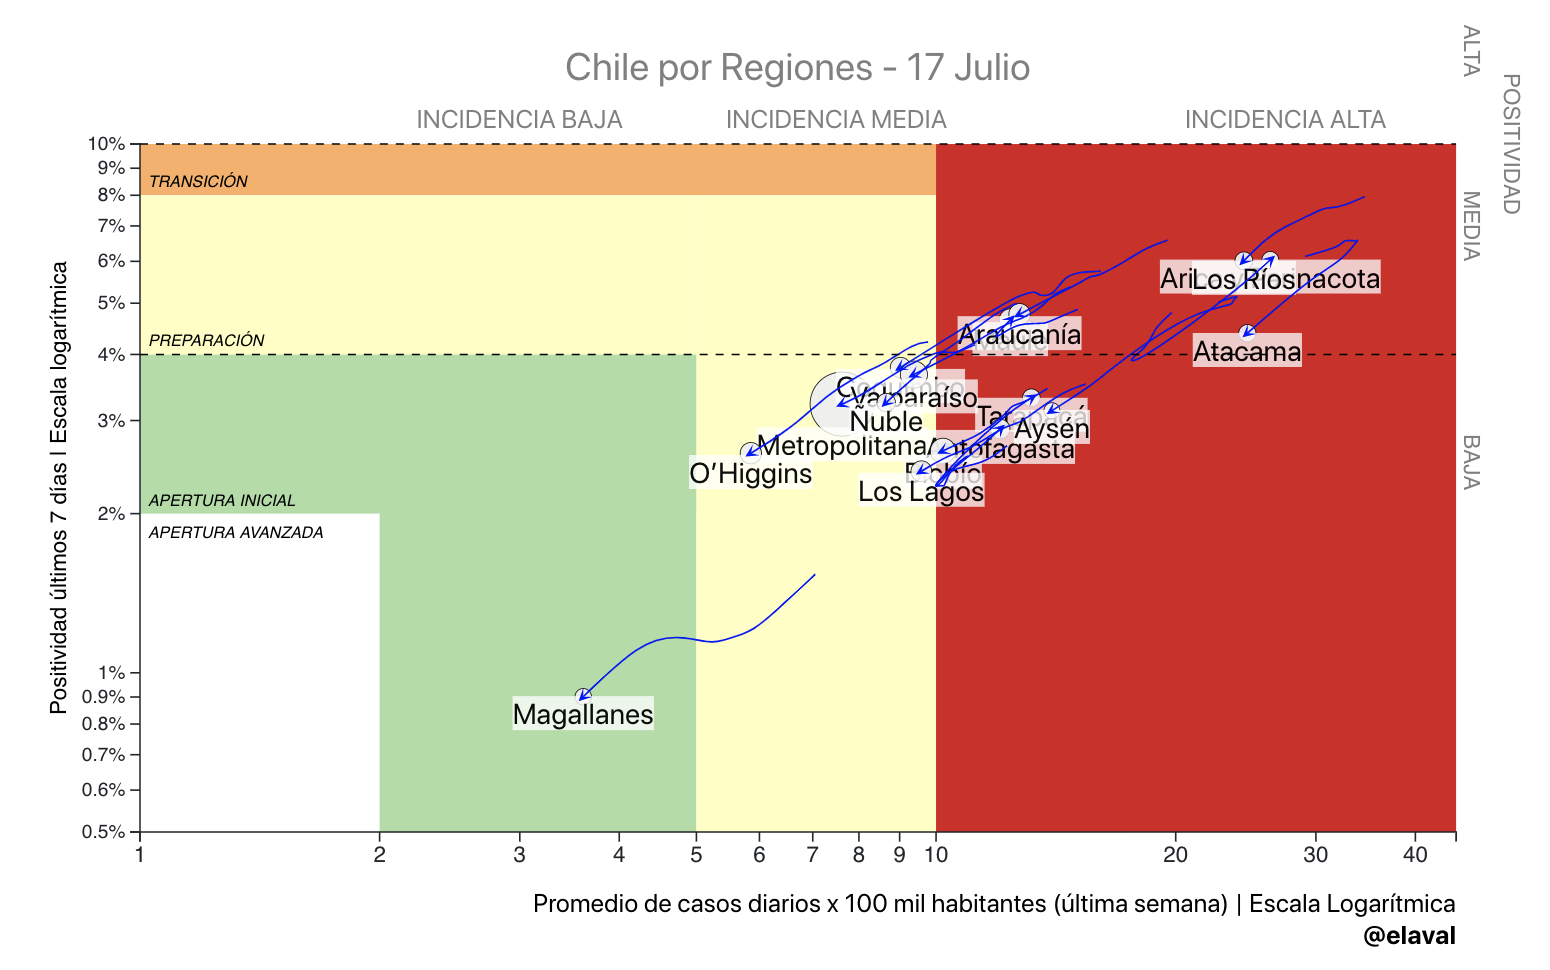 Chile por Regiones - 17 Julio
ALTA
POSITIVIDAD
INCIDENCIA BAJA
INCIDENCIA MEDIA
INCIDENCIA ALTA
10%
9%
TRANSICIÓN
8%
MEDIA
7%
6%
Positividad últimos 7 días | Escala logarítmica
Los Ríos
5%
PREPARACIÓN
Araucanía
4%
Atacama
Valparaíso
3%
Ñuble
Aysén
Metropolitana
Antofagasta
O'Higgins
BAJA
Los Lagos
APERTURA INICIAL
2%
APERTURA AVANZADA
1%
0.9%
Magallanes
0.8%
0.7%
0.6%
0.5%
1 2 3 4 5 6 7 8 9 10 20 30 40
Promedio de casos diarios x 100 mil habitantes (última semana) | Escala Logarítmica
@elaval